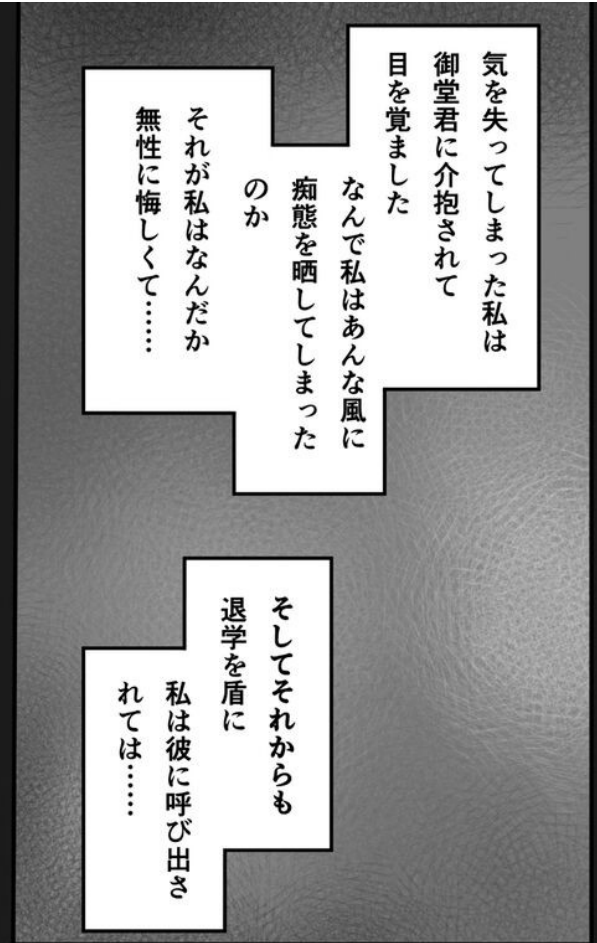 気を失ってしまった私は
御堂君に介抱されて
目を覚ました
なんで私はあんな風に
痴態を晒してしまった
のか
それが私はなんだか
無性に悔しくて……
そしてそれからも
退学を盾に
私は彼に呼び出さ
れては……